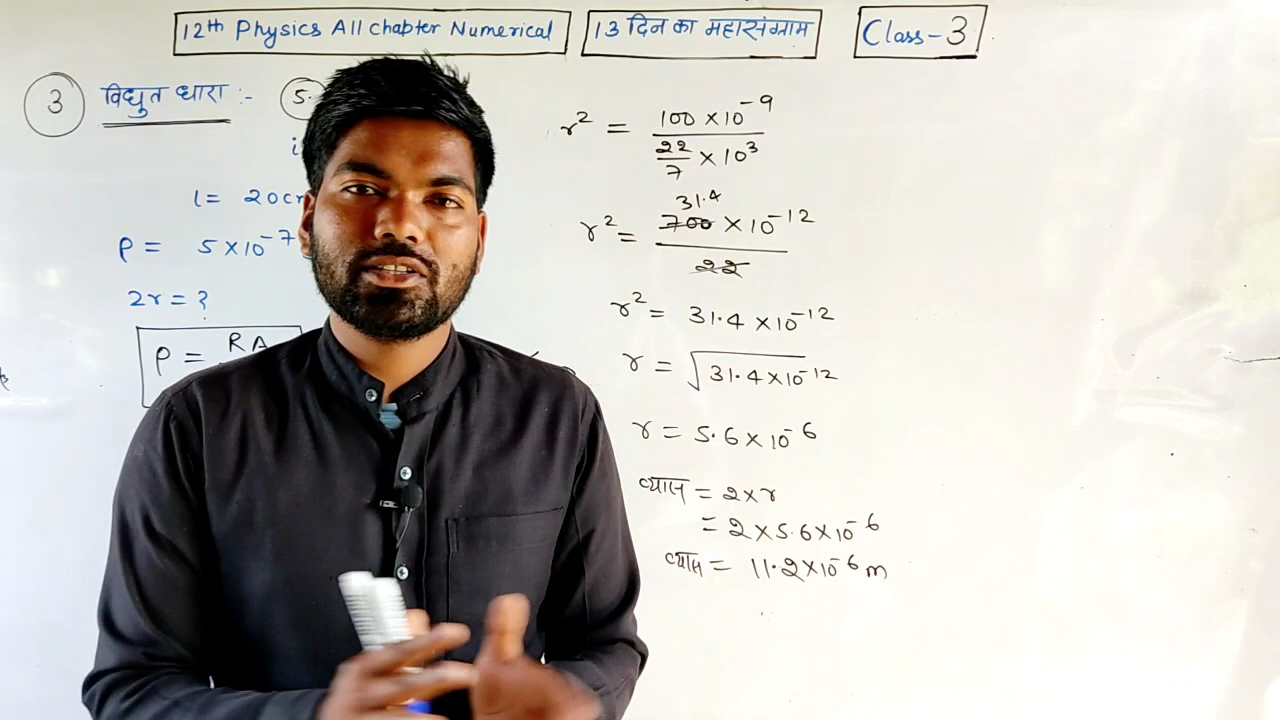 12th Physics All chapter Numerical
13 दिन का महासंग्राम
Class-3
3 विद्युत धारा :-
5.
l = 20cm
ρ = 5×10⁻⁷
2r = ?
ρ = RA
r² = 100×10⁻⁹ / 22/7 × 10³
31.4
r² = 700×10⁻¹² / 22
r² = 31.4×10⁻¹²
r = √31.4×10⁻¹²
r = 5.6×10⁻⁶
व्यास = 2×r
= 2×5.6×10⁻⁶
व्यास = 11.2×10⁻⁶ m